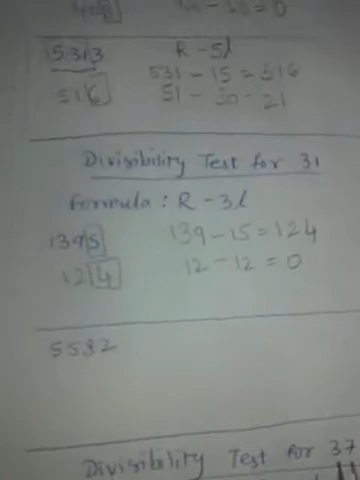 = 0
5313 R - 5l
531 - 15 = 516
516 51 - 30 - 21
Divisibility Test for 31
Formula : R - 3l
1395 139 - 15 = 124
124 12 - 12 = 0
5582
Divisibility Test for 37